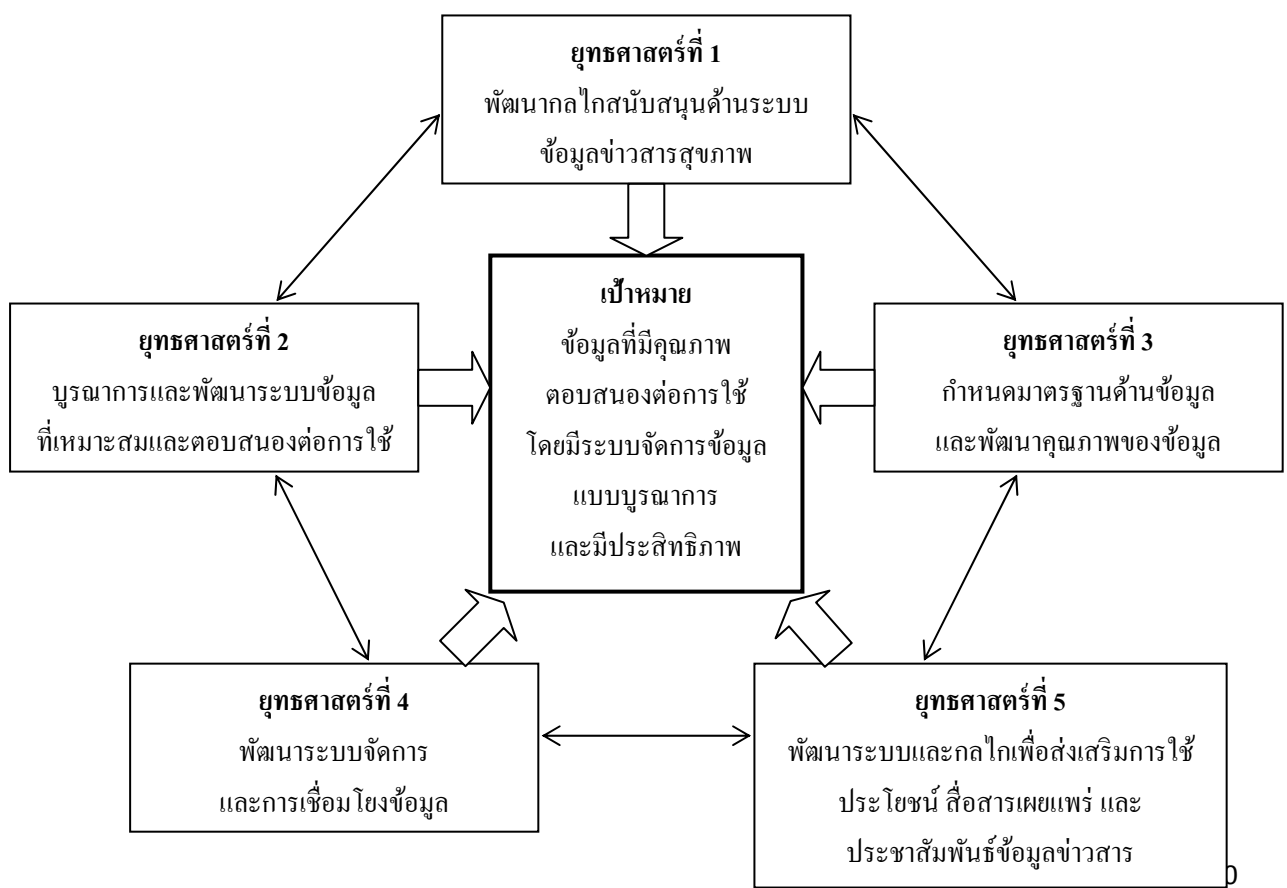 ยุทธศาสตร์ที่ 1
พัฒนากลไกสนับสนุนด้านระบบ
ข้อมูลข่าวสารสุขภาพ
เป้าหมาย
ข้อมูลที่มีคุณภาพ
ตอบสนองต่อการใช้
โดยมีระบบจัดการข้อมูล
แบบบูรณาการ
และมีประสิทธิภาพ
ยุทธศาสตร์ที่ 2
บูรณาการและพัฒนาระบบข้อมูล
ที่เหมาะสมและตอบสนองต่อการใช้
ยุทธศาสตร์ที่ 3
กำหนดมาตรฐานด้านข้อมูล
และพัฒนาคุณภาพของข้อมูล
ยุทธศาสตร์ที่ 4
พัฒนาระบบจัดการ
และการเชื่อมโยงข้อมูล
ยุทธศาสตร์ที่ 5
พัฒนาระบบและกลไกเพื่อส่งเสริมการใช้
ประโยชน์ สื่อสารเผยแพร่ และ
ประชาสัมพันธ์ข้อมูลข่าวสาร